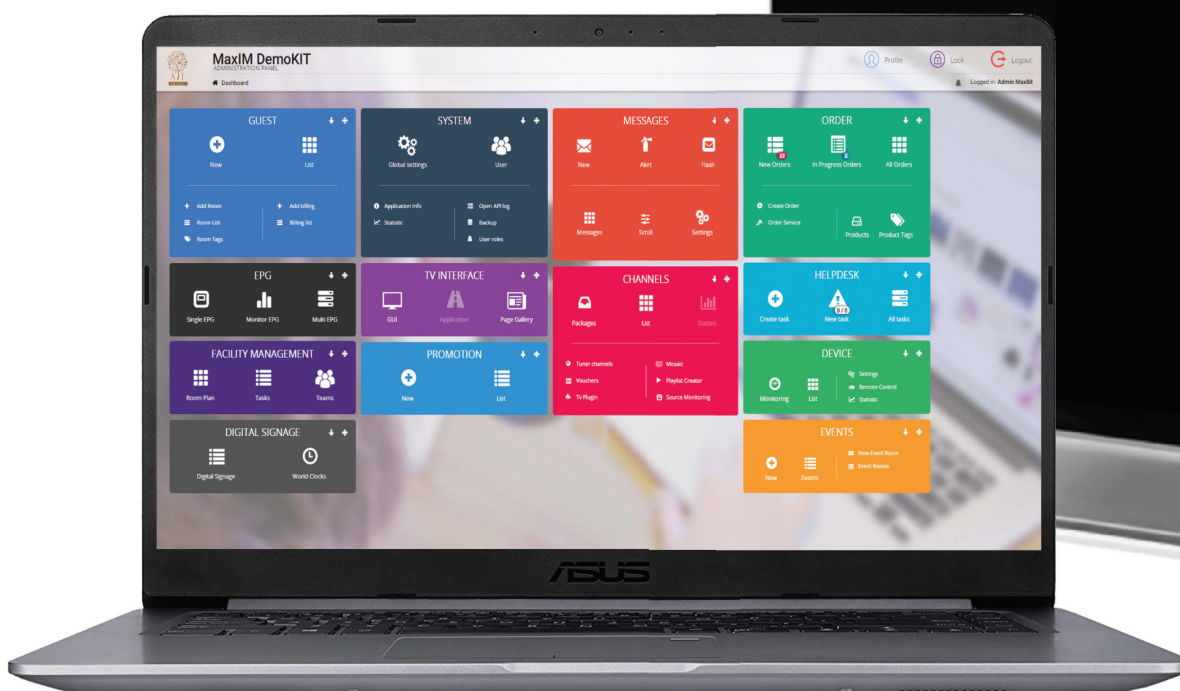 AJI
MaxIM DemoKIT
ADMINISTRATION PANEL
Profile
Lock
Logout
Dashboard
Logged in: Admin MaxIM
GUEST
New
List
Add Room
Add billing
Room List
Billing list
Room Tags
SYSTEM
Global settings
User
Application Info
Open API log
Statistic
Backup
User roles
MESSAGES
New
Alert
Flash
Messages
Scroll
Settings
ORDER
23
New Orders
In Progress Orders
All Orders
Create Order
Order Service
Products
Product Tags
EPG
Single EPG
Monitor EPG
Multi EPG
TV INTERFACE
GUI
Application
Page Gallery
CHANNELS
Packages
List
Statistic
Tuner channels
Mosaic
Vouchers
Playlist Creator
Tv Plugin
Source Monitoring
HELPDESK
0/0
Create task
New task
All tasks
FACILITY MANAGEMENT
Room Plan
Tasks
Teams
PROMOTION
New
List
DEVICE
Monitoring
List
Settings
Remote Control
Statistic
DIGITAL SIGNAGE
Digital Signage
World Clocks
EVENTS
New
Events
New Event Room
Event Rooms
ASUS